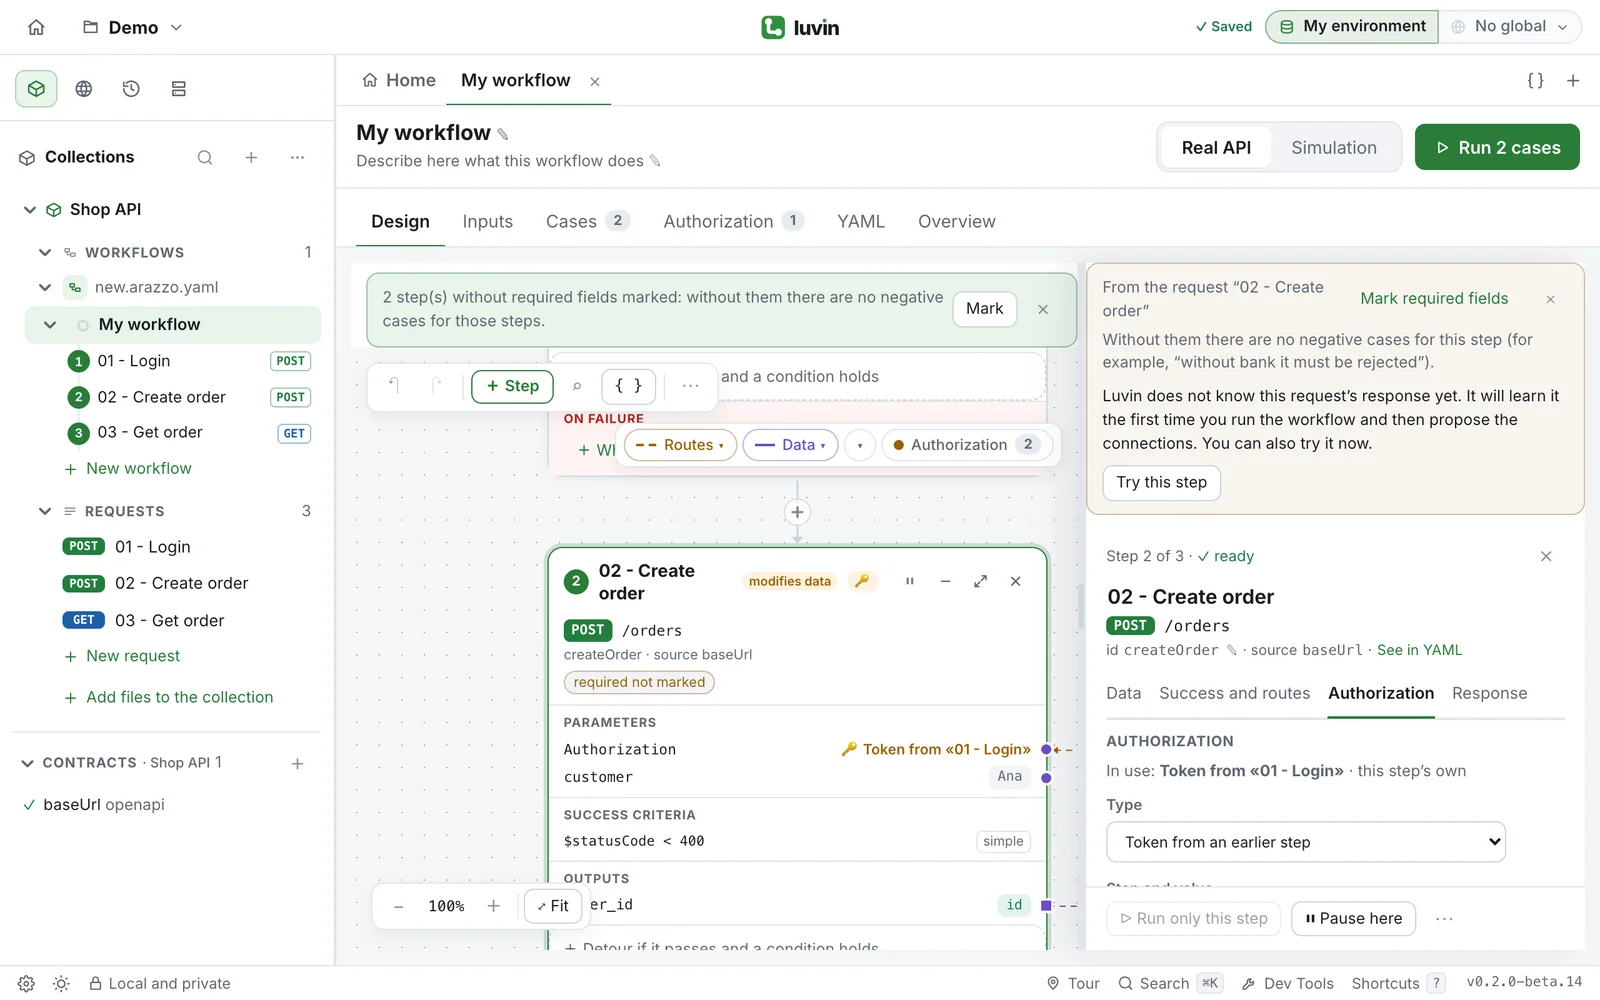 Demo
luvin
Saved
My environment
No global
Home
My workflow
{ }
Collections
Shop API
WORKFLOWS 1
new.arazzo.yaml
My workflow
1 01 - Login POST
2 02 - Create order POST
3 03 - Get order GET
New workflow
REQUESTS 3
POST 01 - Login
POST 02 - Create order
GET 03 - Get order
New request
Add files to the collection
CONTRACTS · Shop API 1
baseUrl openapi
My workflow
Describe here what this workflow does
Real API
Simulation
Run 2 cases
Design
Inputs
Cases 2
Authorization 1
YAML
Overview
2 step(s) without required fields marked: without them there are no negative
cases for those steps.
Mark
+ Step
{ }
and a condition holds
ON FAILURE
Routes
Data
Authorization 2
2 02 - Create
order
modifies data
POST /orders
createOrder · source baseUrl
required not marked
PARAMETERS
Authorization Token from «01 - Login»
customer Ana
SUCCESS CRITERIA
$statusCode < 400 simple
OUTPUTS
er_id id
+ Detour if it passes and a condition holds
100%
Fit
From the request “02 - Create
order”
Mark required fields
Without them there are no negative cases for this step (for
example, “without bank it must be rejected”).
Luvin does not know this request’s response yet. It will learn it
the first time you run the workflow and then propose the
connections. You can also try it now.
Try this step
Step 2 of 3 · ✓ ready
02 - Create order
POST /orders
id createOrder · source baseUrl · See in YAML
Data
Success and routes
Authorization
Response
AUTHORIZATION
In use: Token from «01 - Login» · this step’s own
Type
Token from an earlier step
Step and value
Run only this step
Pause here
Local and private
Tour
Search ⌘K
Dev Tools
Shortcuts ?
v0.2.0-beta.14